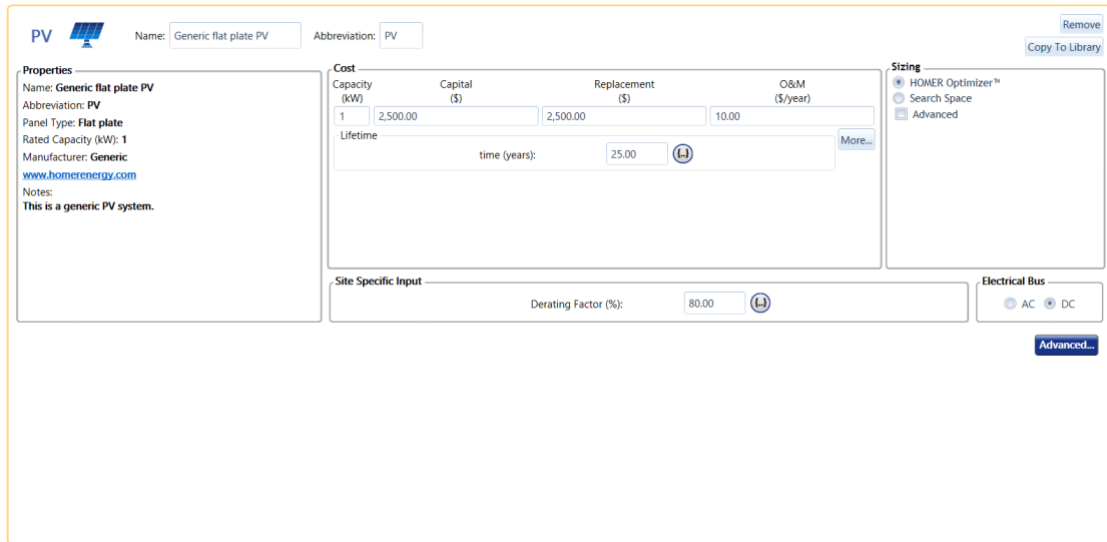 PV
Name: Generic flat plate PV Abbreviation: PV
Remove
Copy To Library
Properties
Name: Generic flat plate PV
Abbreviation: PV
Panel Type: Flat plate
Rated Capacity (kW): 1
Manufacturer: Generic
www.homerenergy.com
Notes:
This is a generic PV system.
Cost
Capacity Capital Replacement O&M
(kW) ($) ($) ($/year)
1 2,500.00 2,500.00 10.00
Lifetime
time (years): 25.00 {..}
More...
Sizing
HOMER Optimizer™
Search Space
Advanced
Site Specific Input
Derating Factor (%): 80.00 {..}
Electrical Bus
AC DC
Advanced...